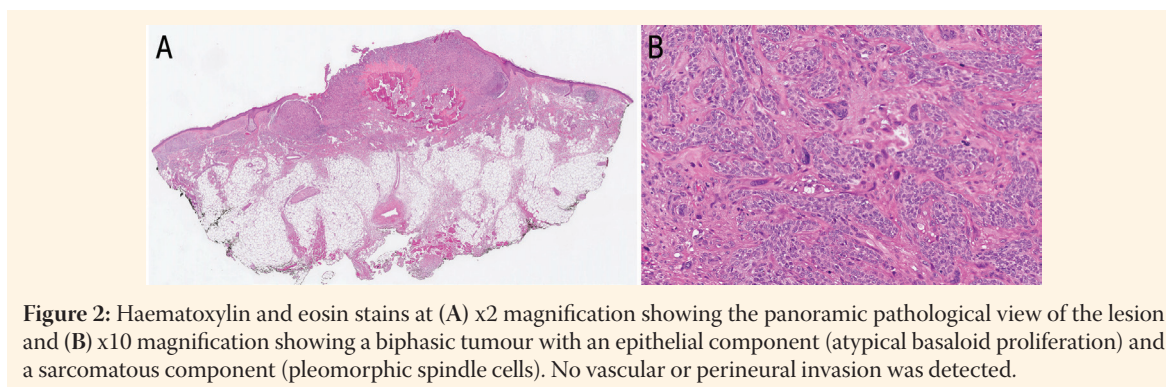 A
B
Figure 2: Haematoxylin and eosin stains at (A) x2 magnification showing the panoramic pathological view of the lesion
and (B) x10 magnification showing a biphasic tumour with an epithelial component (atypical basaloid proliferation) and
a sarcomatous component (pleomorphic spindle cells). No vascular or perineural invasion was detected.